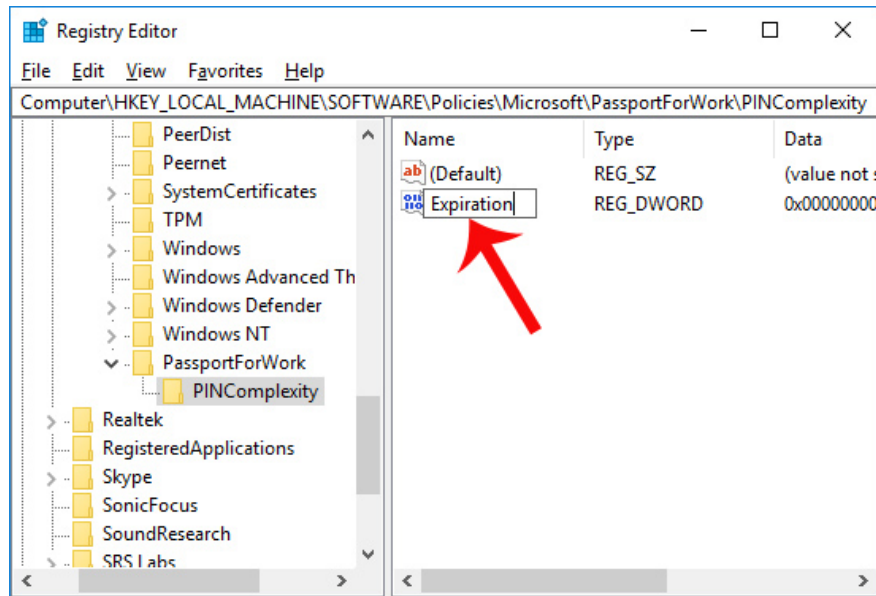 Registry Editor
File Edit View Favorites Help
Computer\HKEY_LOCAL_MACHINE\SOFTWARE\Policies\Microsoft\PassportForWork\PINComplexity
PeerDist
Peernet
SystemCertificates
TPM
Windows
Windows Advanced Th
Windows Defender
Windows NT
PassportForWork
PINComplexity
Realtek
RegisteredApplications
Skype
SonicFocus
SoundResearch
SRS Labs
Name Type Data
ab (Default) REG_SZ (value not s
Expiration REG_DWORD 0x00000000